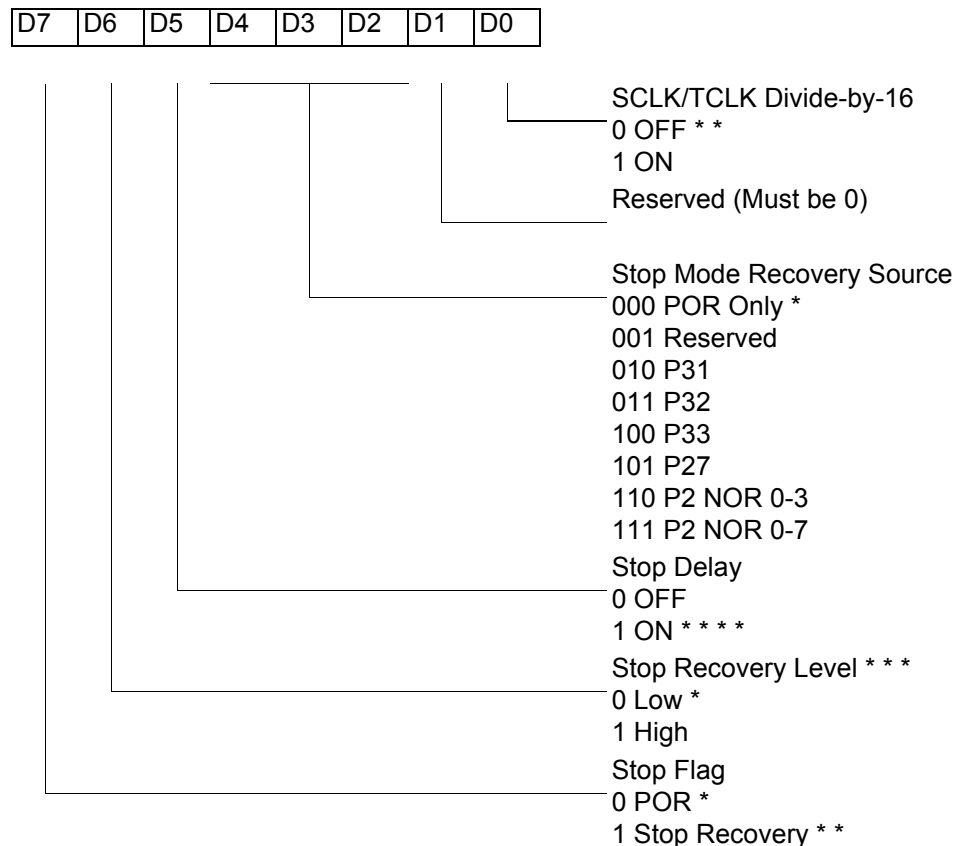 D7 D6 D5 D4 D3 D2 D1 D0
SCLK/TCLK Divide-by-16
0 OFF * *
1 ON
Reserved (Must be 0)
Stop Mode Recovery Source
000 POR Only *
001 Reserved
010 P31
011 P32
100 P33
101 P27
110 P2 NOR 0-3
111 P2 NOR 0-7
Stop Delay
0 OFF
1 ON * * * *
Stop Recovery Level * * *
0 Low *
1 High
Stop Flag
0 POR *
1 Stop Recovery * *